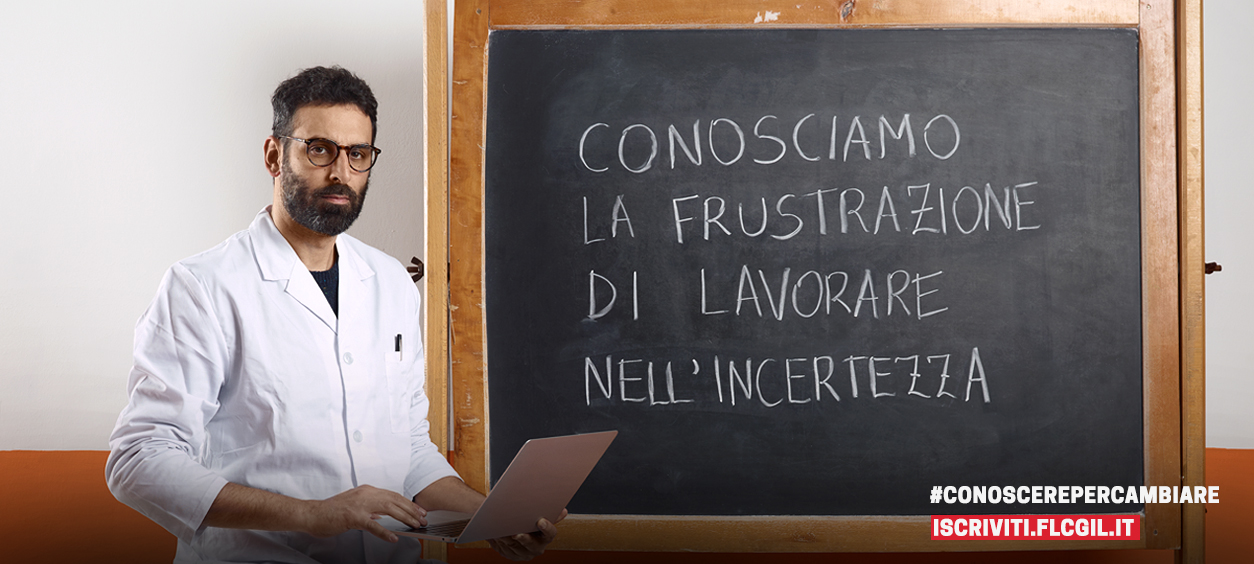 CONOSCIAMO
LA FRUSTRAZIONE
DI LAVORARE
NELL'INCERTEZZA
#CONOSCEREPERCAMBIARE
ISCRIVITI.FLCGIL.IT